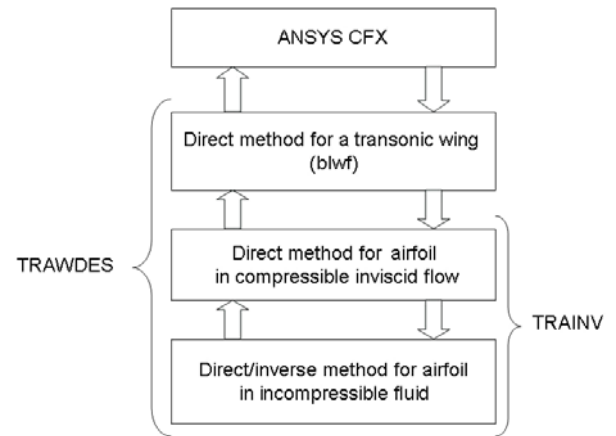 ANSYS CFX
Direct method for a transonic wing
(blwf)
Direct method for airfoil
in compressible inviscid flow
Direct/inverse method for airfoil
in incompressible fluid
TRAWDES
TRAINV